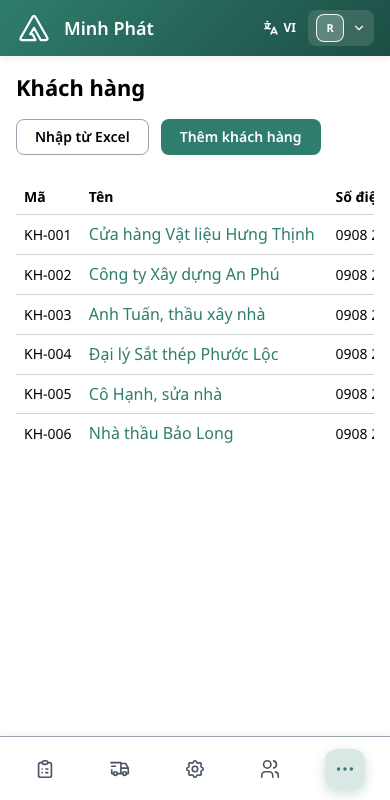 Minh Phát
VI
R
Khách hàng
Nhập từ Excel
Thêm khách hàng
Mã Tên Số
KH-001 Cửa hàng Vật liệu Hưng Thịnh 0908
KH-002 Công ty Xây dựng An Phú 0908
KH-003 Anh Tuấn, thầu xây nhà 0908
KH-004 Đại lý Sắt thép Phước Lộc 0908
KH-005 Cô Hạnh, sửa nhà 0908
KH-006 Nhà thầu Bảo Long 0908